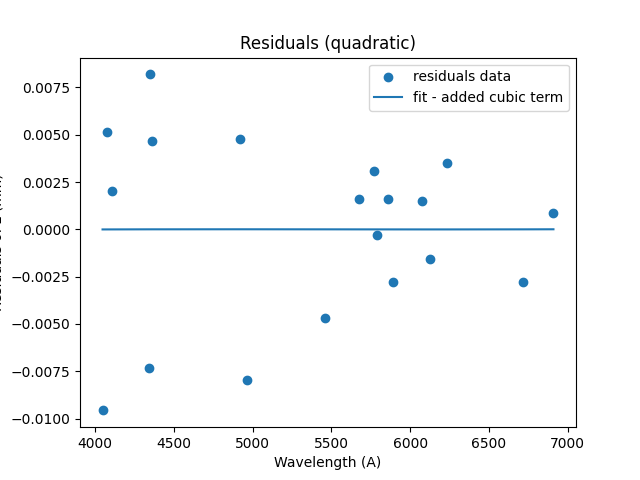 Residuals (quadratic)
residuals data
fit - added cubic term
0.0075
0.0050
0.0025
0.0000
−0.0025
−0.0050
−0.0075
−0.0100
4000 4500 5000 5500 6000 6500 7000
Wavelength (A)